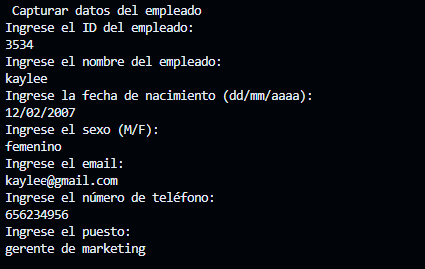 Capturar datos del empleado
Ingrese el ID del empleado:
3534
Ingrese el nombre del empleado:
kaylee
Ingrese la fecha de nacimiento (dd/mm/aaaa):
12/02/2007
Ingrese el sexo (M/F):
femenino
Ingrese el email:
kaylee@gmail.com
Ingrese el número de teléfono:
656234956
Ingrese el puesto:
gerente de marketing